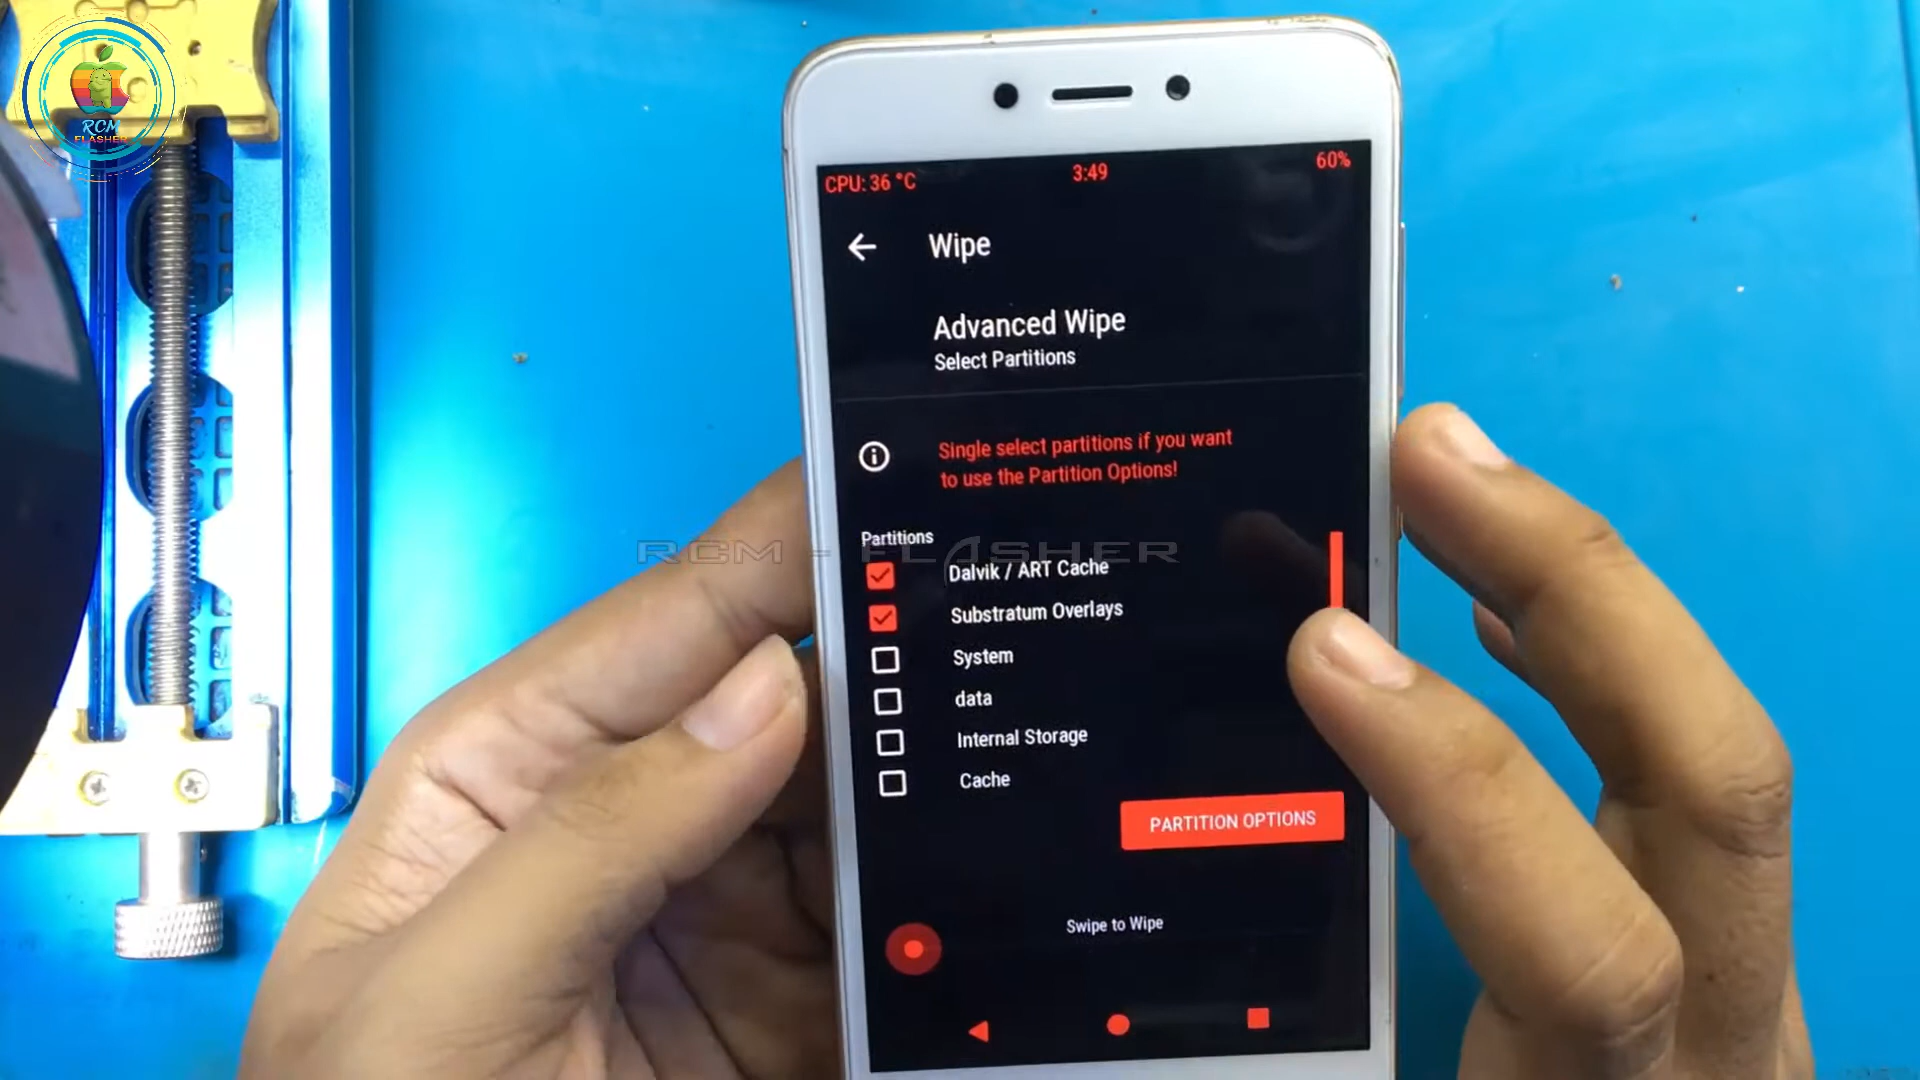 RCM
FLASHER
CPU: 36 °C
3:49
60%
Wipe
Advanced Wipe
Select Partitions
Single select partitions if you want
to use the Partition Options!
Partitions
RCM - FLASHER
Dalvik / ART Cache
Substratum Overlays
System
data
Internal Storage
Cache
PARTITION OPTIONS
Swipe to Wipe